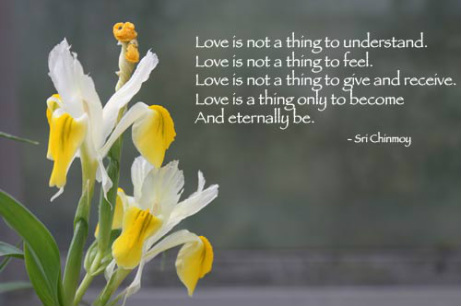 Love is not a thing to understand.
Love is not a thing to feel.
Love is not a thing to give and receive.
Love is a thing only to become
And eternally be.
- Sri Chinmoy